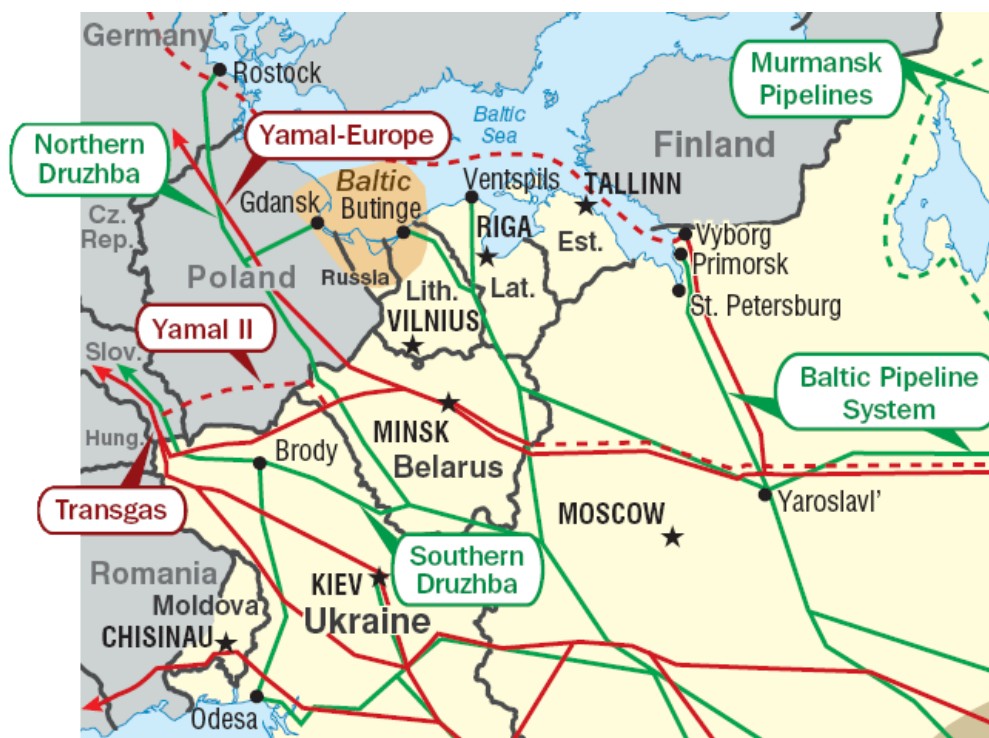 Germany
Rostock
Murmansk
Pipelines
Northern
Druzhba
Yamal-Europe
Baltic
Sea
Finland
Cz.
Rep.
Gdansk
Baltic
Butinge
Ventspils
TALLINN
RIGA
Est.
Vyborg
Primorsk
St. Petersburg
Poland
Russia
Lith.
Lat.
VILNIUS
Yamal II
Slov.
Baltic Pipeline
System
Hung.
Brody
MINSK
Belarus
Transgas
MOSCOW
Yaroslavl'
Southern
Druzhba
Romania
Moldova
CHISINAU
KIEV
Ukraine
Odesa